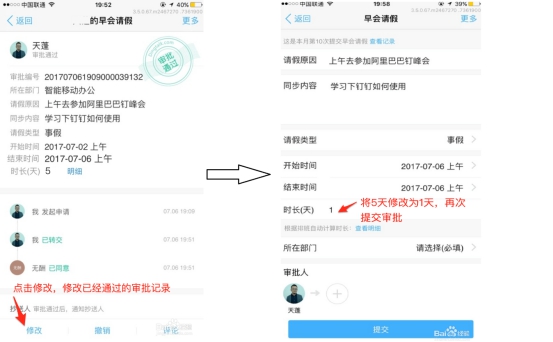 中国联通
19:52
40%
返回
的早会请假
更多
天蓬
审批通过
审批通过
审批编号 201707061909000039132
所在部门 智能移动办公
请假原因 上午去参加阿里巴巴钉峰会
同步内容 学习下钉钉如何使用
请假类型 事假
开始时间 2017-07-02 上午
结束时间 2017-07-06 上午
时长(天) 5 明细
我 发起申请 07.06 19:09
我 已转交 07.06 19:51
无酬 已同意 07.06 19:51
点击修改，修改已经通过的审批记录
抄送人 审批通过后，通知抄送人
修改
撤销
评论
中国联通
19:58
39%
返回
早会请假
更多
这是本月第10次提交早会请假 查看记录
请假原因 上午去参加阿里巴巴钉峰会
同步内容 学习下钉钉如何使用
请假类型 事假
开始时间 2017-07-06 上午
结束时间 2017-07-06 上午
时长(天) 1
将5天修改为1天，再次
提交审批
根据排班自动计算时长: 查看明细
所在部门 请选择(必填)
审批人
天蓬
提交
Baidu经验